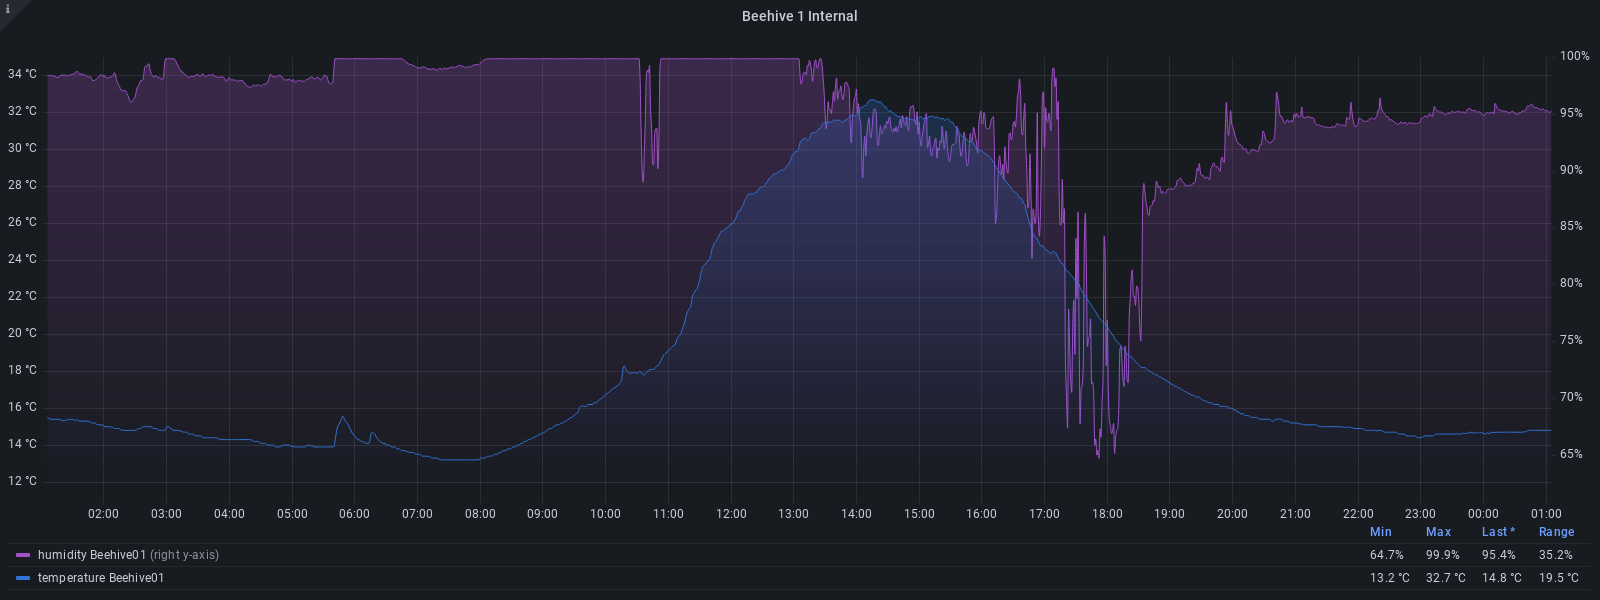 i
Beehive 1 Internal
34 °C
32 °C
30 °C
28 °C
26 °C
24 °C
22 °C
20 °C
18 °C
16 °C
14 °C
12 °C
100%
95%
90%
85%
80%
75%
70%
65%
02:00 03:00 04:00 05:00 06:00 07:00 08:00 09:00 10:00 11:00 12:00 13:00 14:00 15:00 16:00 17:00 18:00 19:00 20:00 21:00 22:00 23:00 00:00 01:00
Min Max Last * Range
humidity Beehive01 (right y-axis) 64.7% 99.9% 95.4% 35.2%
temperature Beehive01 13.2 °C 32.7 °C 14.8 °C 19.5 °C